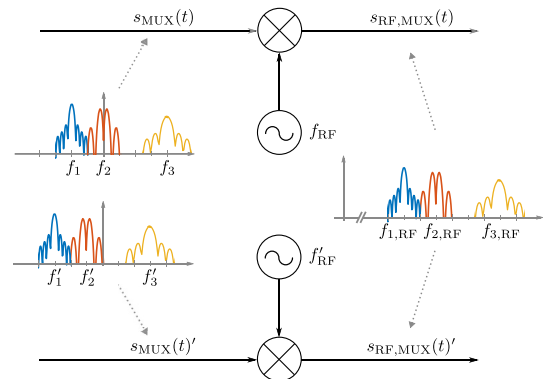 s_MUX(t)
s_RF,MUX(t)
f_RF
f_1 f_2 f_3
f_1,RF f_2,RF f_3,RF
f'_RF
f'_1 f'_2 f'_3
s_MUX(t)′
s_RF,MUX(t)′